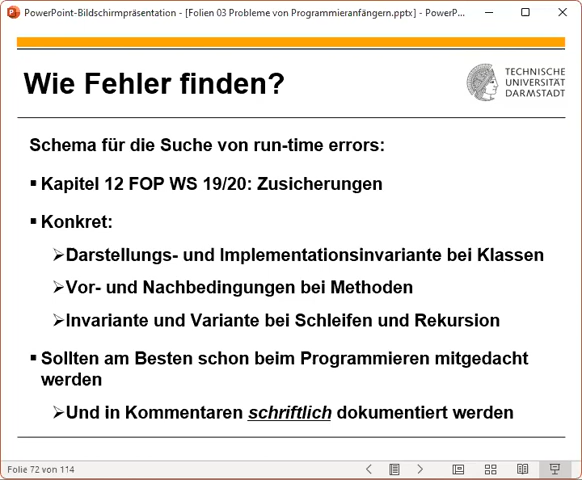 PowerPoint-Bildschirmpräsentation - [Folien 03 Probleme von Programmieranfängern.pptx] - PowerP...
Wie Fehler finden?
TECHNISCHE
UNIVERSITÄT
DARMSTADT
Schema für die Suche von run-time errors:
▪ Kapitel 12 FOP WS 19/20: Zusicherungen
▪ Konkret:
➢Darstellungs- und Implementationsinvariante bei Klassen
➢Vor- und Nachbedingungen bei Methoden
➢Invariante und Variante bei Schleifen und Rekursion
▪ Sollten am Besten schon beim Programmieren mitgedacht
werden
➢Und in Kommentaren schriftlich dokumentiert werden
Folie 72 von 114